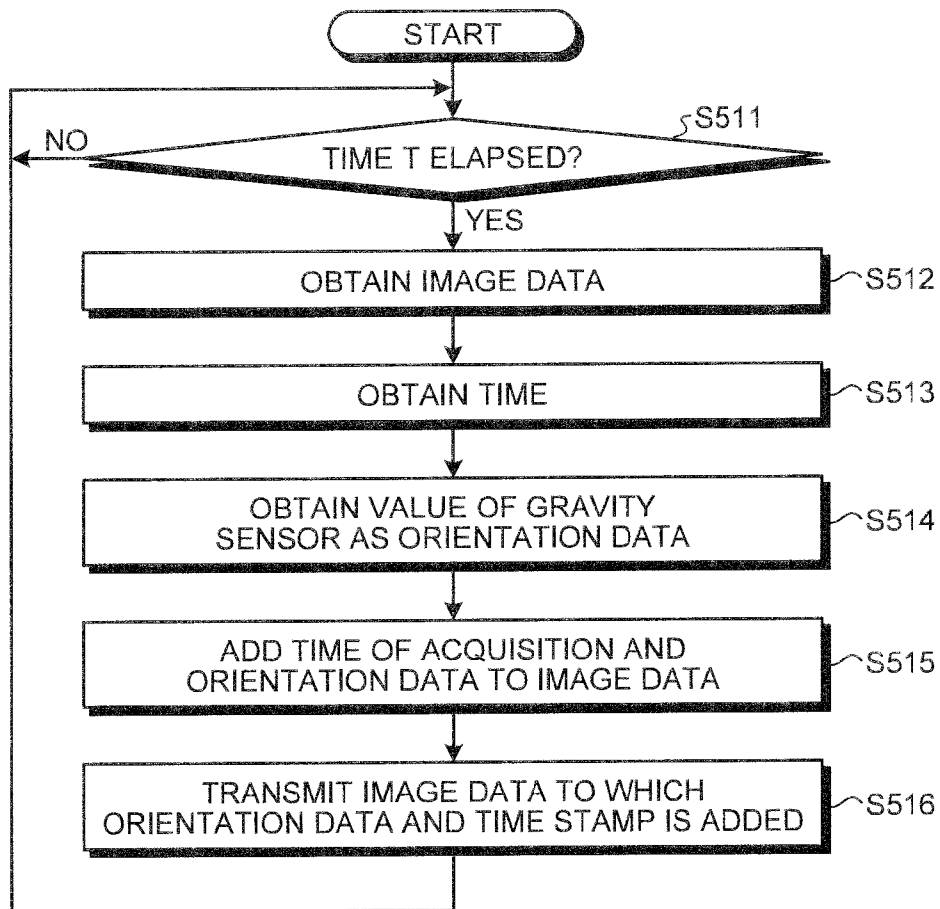 START
S511
NO
TIME T ELAPSED?
YES
OBTAIN IMAGE DATA
S512
OBTAIN TIME
S513
OBTAIN VALUE OF GRAVITY
SENSOR AS ORIENTATION DATA
S514
ADD TIME OF ACQUISITION AND
ORIENTATION DATA TO IMAGE DATA
S515
TRANSMIT IMAGE DATA TO WHICH
ORIENTATION DATA AND TIME STAMP IS ADDED
S516